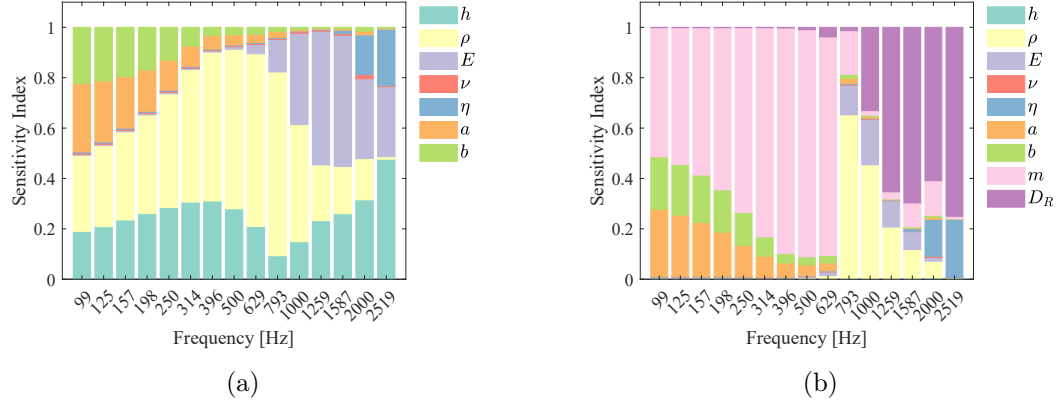 1
0.8
0.6
0.4
0.2
0
Sensitivity Index
99 125 157 198 250 314 396 500 629 793 1000 1259 1587 2000 2519
Frequency [Hz]
h
ρ
E
ν
η
a
b
(a)
1
0.8
0.6
0.4
0.2
0
Sensitivity Index
99 125 157 198 250 314 396 500 629 793 1000 1259 1587 2000 2519
Frequency [Hz]
h
ρ
E
ν
η
a
b
m
D_R
(b)